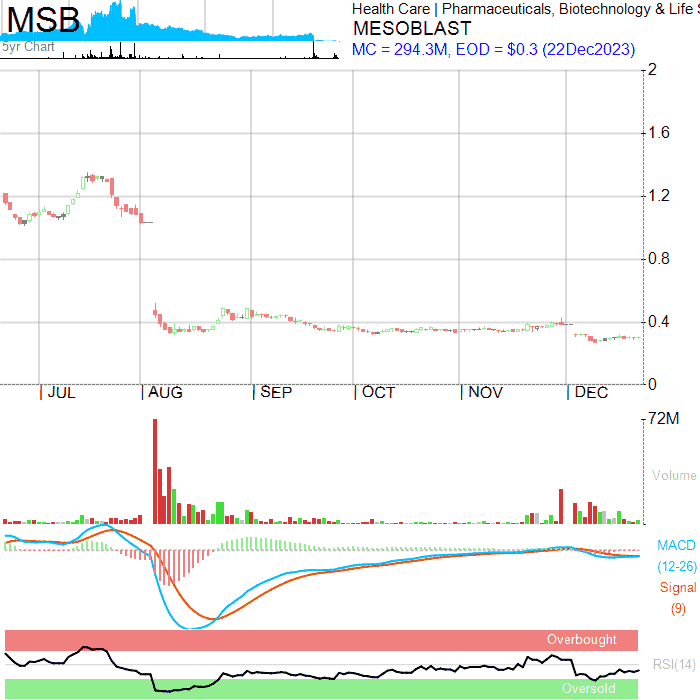 MSB
5yr Chart
Health Care | Pharmaceuticals, Biotechnology & Life S
MESOBLAST
MC = 294.3M, EOD = $0.3 (22Dec2023)
2
1.6
1.2
0.8
0.4
0
JUL AUG SEP OCT NOV DEC
72M
Volume
MACD
(12-26)
Signal
(9)
Overbought
RSI(14)
Oversold